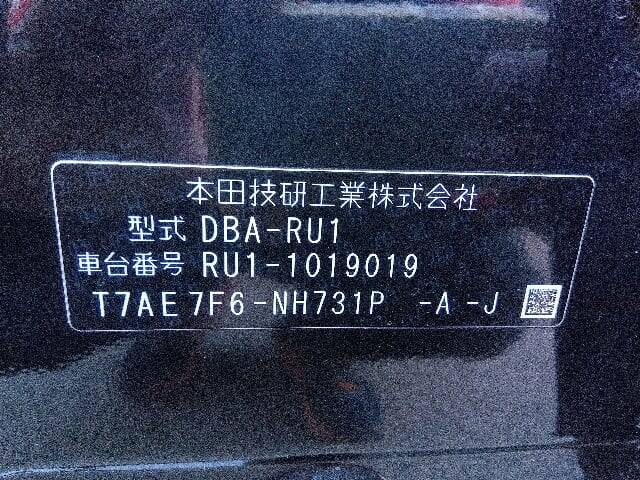 本田技研工業株式会社
型式 DBA-RU1
車台番号 RU1-1019019
T7AE7F6-NH731P -A-J